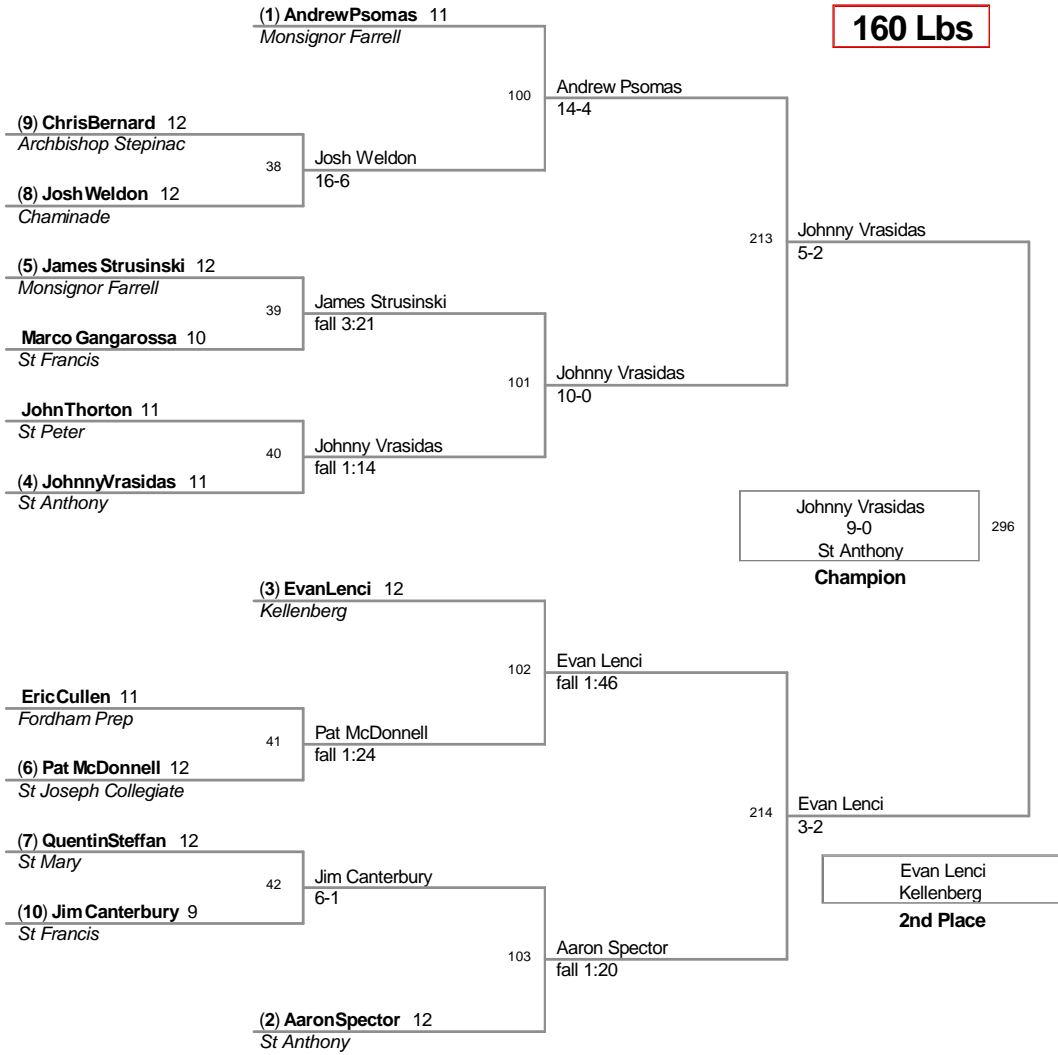 160 Lbs
(1) AndrewPsomas 11
Monsignor Farrell
100
Andrew Psomas
14-4
(9) ChrisBernard 12
Archbishop Stepinac
38
Josh Weldon
16-6
(8) JoshWeldon 12
Chaminade
213
Johnny Vrasidas
5-2
(5) James Strusinski 12
Monsignor Farrell
39
James Strusinski
fall 3:21
Marco Gangarossa 10
St Francis
101
Johnny Vrasidas
10-0
JohnThorton 11
St Peter
40
Johnny Vrasidas
fall 1:14
(4) JohnnyVrasidas 11
St Anthony
Johnny Vrasidas
9-0
St Anthony
296
Champion
(3) EvanLenci 12
Kellenberg
102
Evan Lenci
fall 1:46
EricCullen 11
Fordham Prep
41
Pat McDonnell
fall 1:24
(6) Pat McDonnell 12
St Joseph Collegiate
214
Evan Lenci
3-2
(7) QuentinSteffan 12
St Mary
42
Jim Canterbury
6-1
Evan Lenci
Kellenberg
2nd Place
(10) JimCanterbury 9
St Francis
103
Aaron Spector
fall 1:20
(2) AaronSpector 12
St Anthony